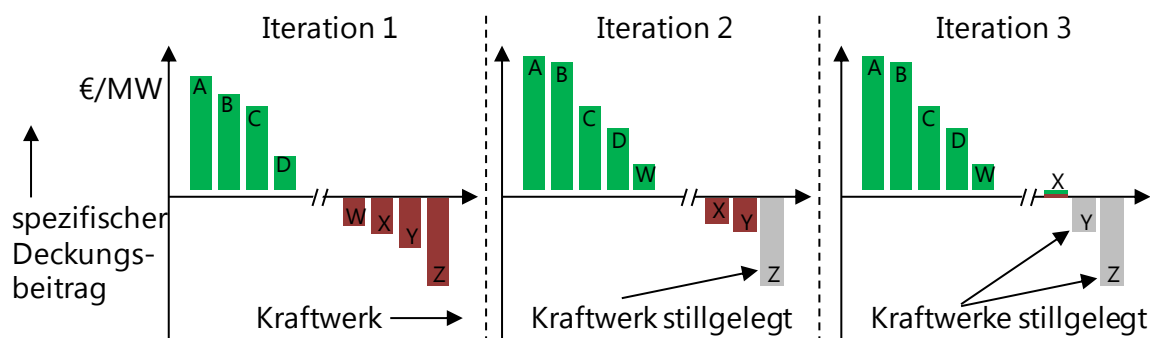 Iteration 1
€/MW
A
B
C
D
W
X
Y
Z
spezifischer
Deckungs-
beitrag
Kraftwerk
Iteration 2
A
B
C
D
W
X
Y
Z
Kraftwerk stillgelegt
Iteration 3
A
B
C
D
W
X
Y
Z
Kraftwerke stillgelegt